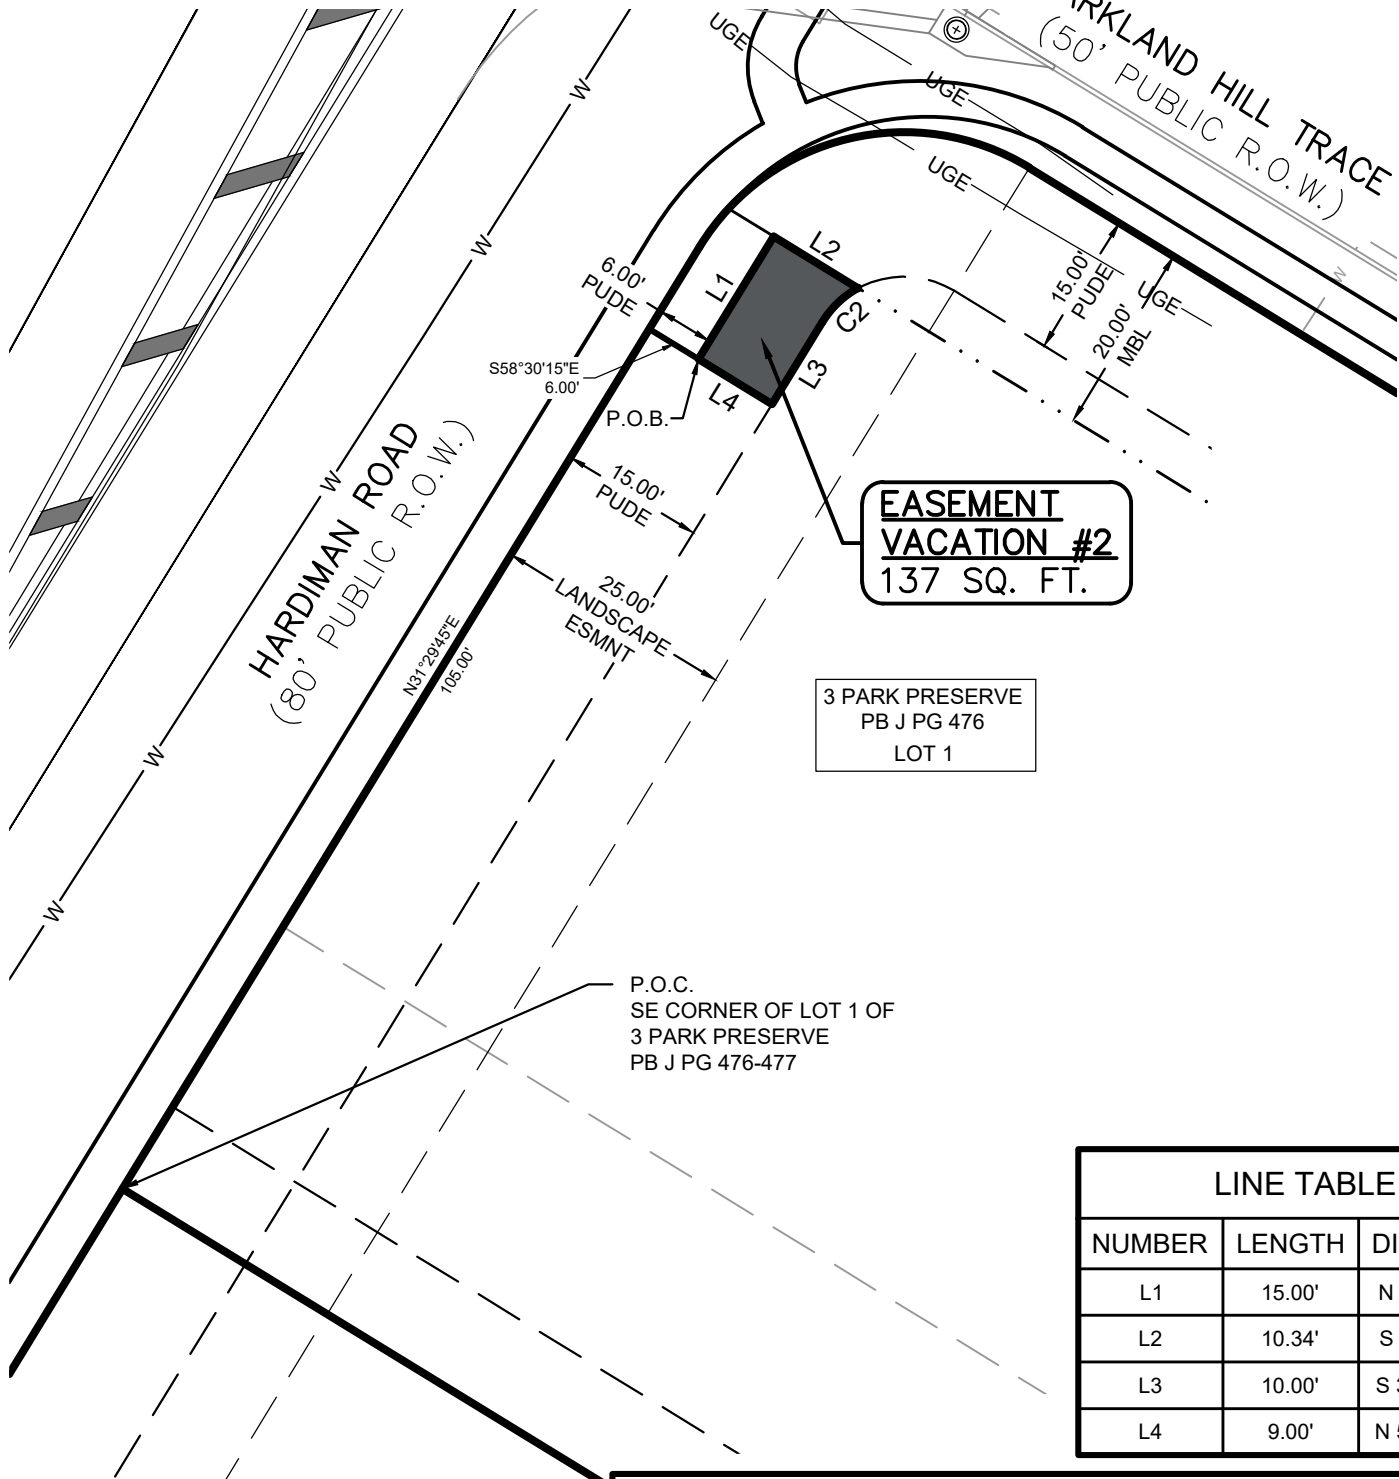 ARKLAND HILL TRACE
(50' PUBLIC R.O.W.)
UGE
UGE
UGE
UGE
W
W
W
W
W
W
HARDIMAN ROAD
(80' PUBLIC R.O.W.)
6.00'
PUDE
L1
L2
C2
L3
L4
S58°30'15"E
6.00'
P.O.B.
15.00'
PUDE
20.00'
MBL
15.00'
PUDE
25.00'
LANDSCAPE
ESMNT
N31°29'45"E
105.00'
EASEMENT
VACATION #2
137 SQ. FT.
3 PARK PRESERVE
PB J PG 476
LOT 1
P.O.C.
SE CORNER OF LOT 1 OF
3 PARK PRESERVE
PB J PG 476-477
LINE TABLE
NUMBER LENGTH DI
L1 15.00' N
L2 10.34' S
L3 10.00' S
L4 9.00' N